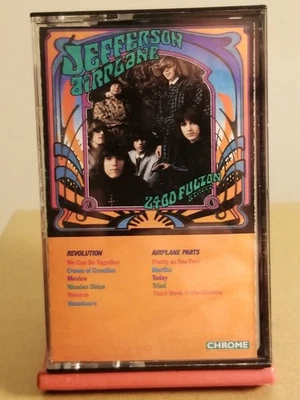 JEFFERSON
AIRPLANE
2400 FULTON
STREET
REVOLUTION
We Can Be Together
Crown of Creation
Mexico
Wooden Ships
Rejoyce
Volunteers
AIRPLANE PARTS
Pretty as You Feel
Martha
Today
Triad
Third Week in the Chelsea
CHROME